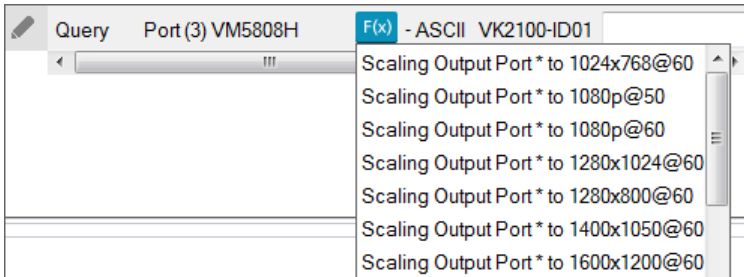 Query Port (3) VM5808H F(x) - ASCII VK2100-ID01
Scaling Output Port * to 1024x768@60
Scaling Output Port * to 1080p@50
Scaling Output Port * to 1080p@60
Scaling Output Port * to 1280x1024@60
Scaling Output Port * to 1280x800@60
Scaling Output Port * to 1400x1050@60
Scaling Output Port * to 1600x1200@60